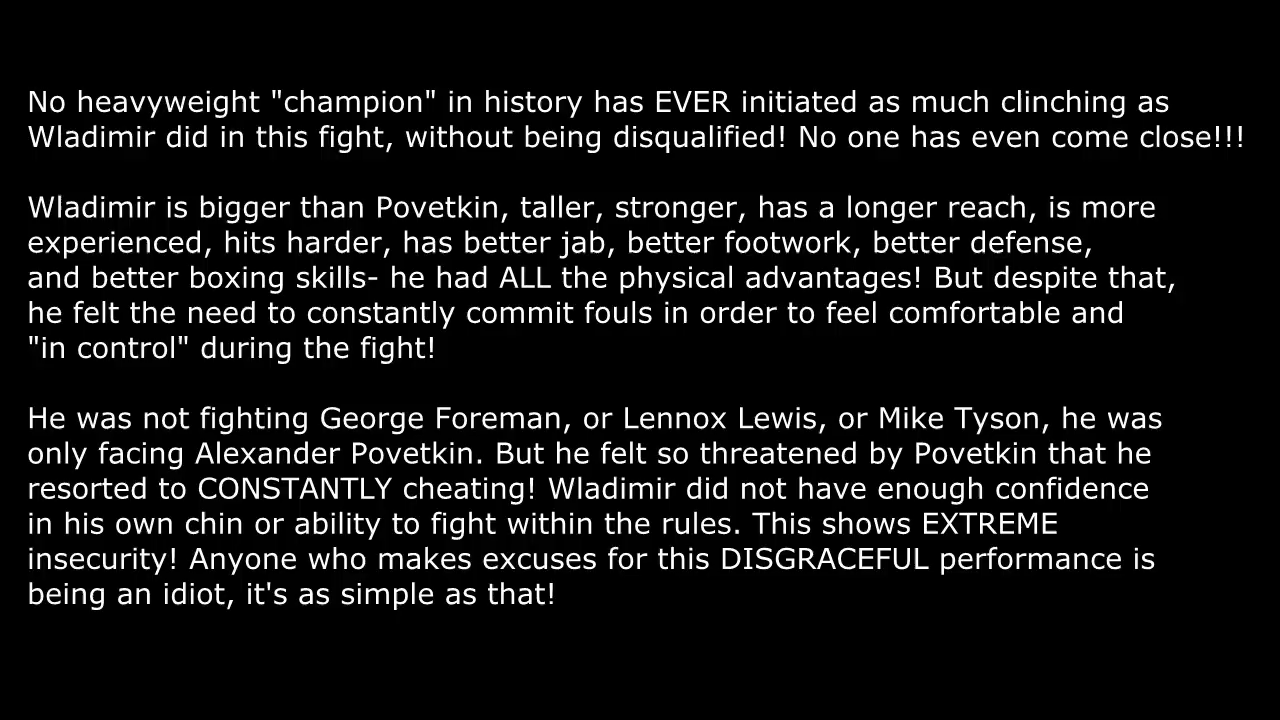 No heavyweight "champion" in history has EVER initiated as much clinching as
Wladimir did in this fight, without being disqualified! No one has even come close!!!
Wladimir is bigger than Povetkin, taller, stronger, has a longer reach, is more
experienced, hits harder, has better jab, better footwork, better defense,
and better boxing skills- he had ALL the physical advantages! But despite that,
he felt the need to constantly commit fouls in order to feel comfortable and
"in control" during the fight!
He was not fighting George Foreman, or Lennox Lewis, or Mike Tyson, he was
only facing Alexander Povetkin. But he felt so threatened by Povetkin that he
resorted to CONSTANTLY cheating! Wladimir did not have enough confidence
in his own chin or ability to fight within the rules. This shows EXTREME
insecurity! Anyone who makes excuses for this DISGRACEFUL performance is
being an idiot, it's as simple as that!